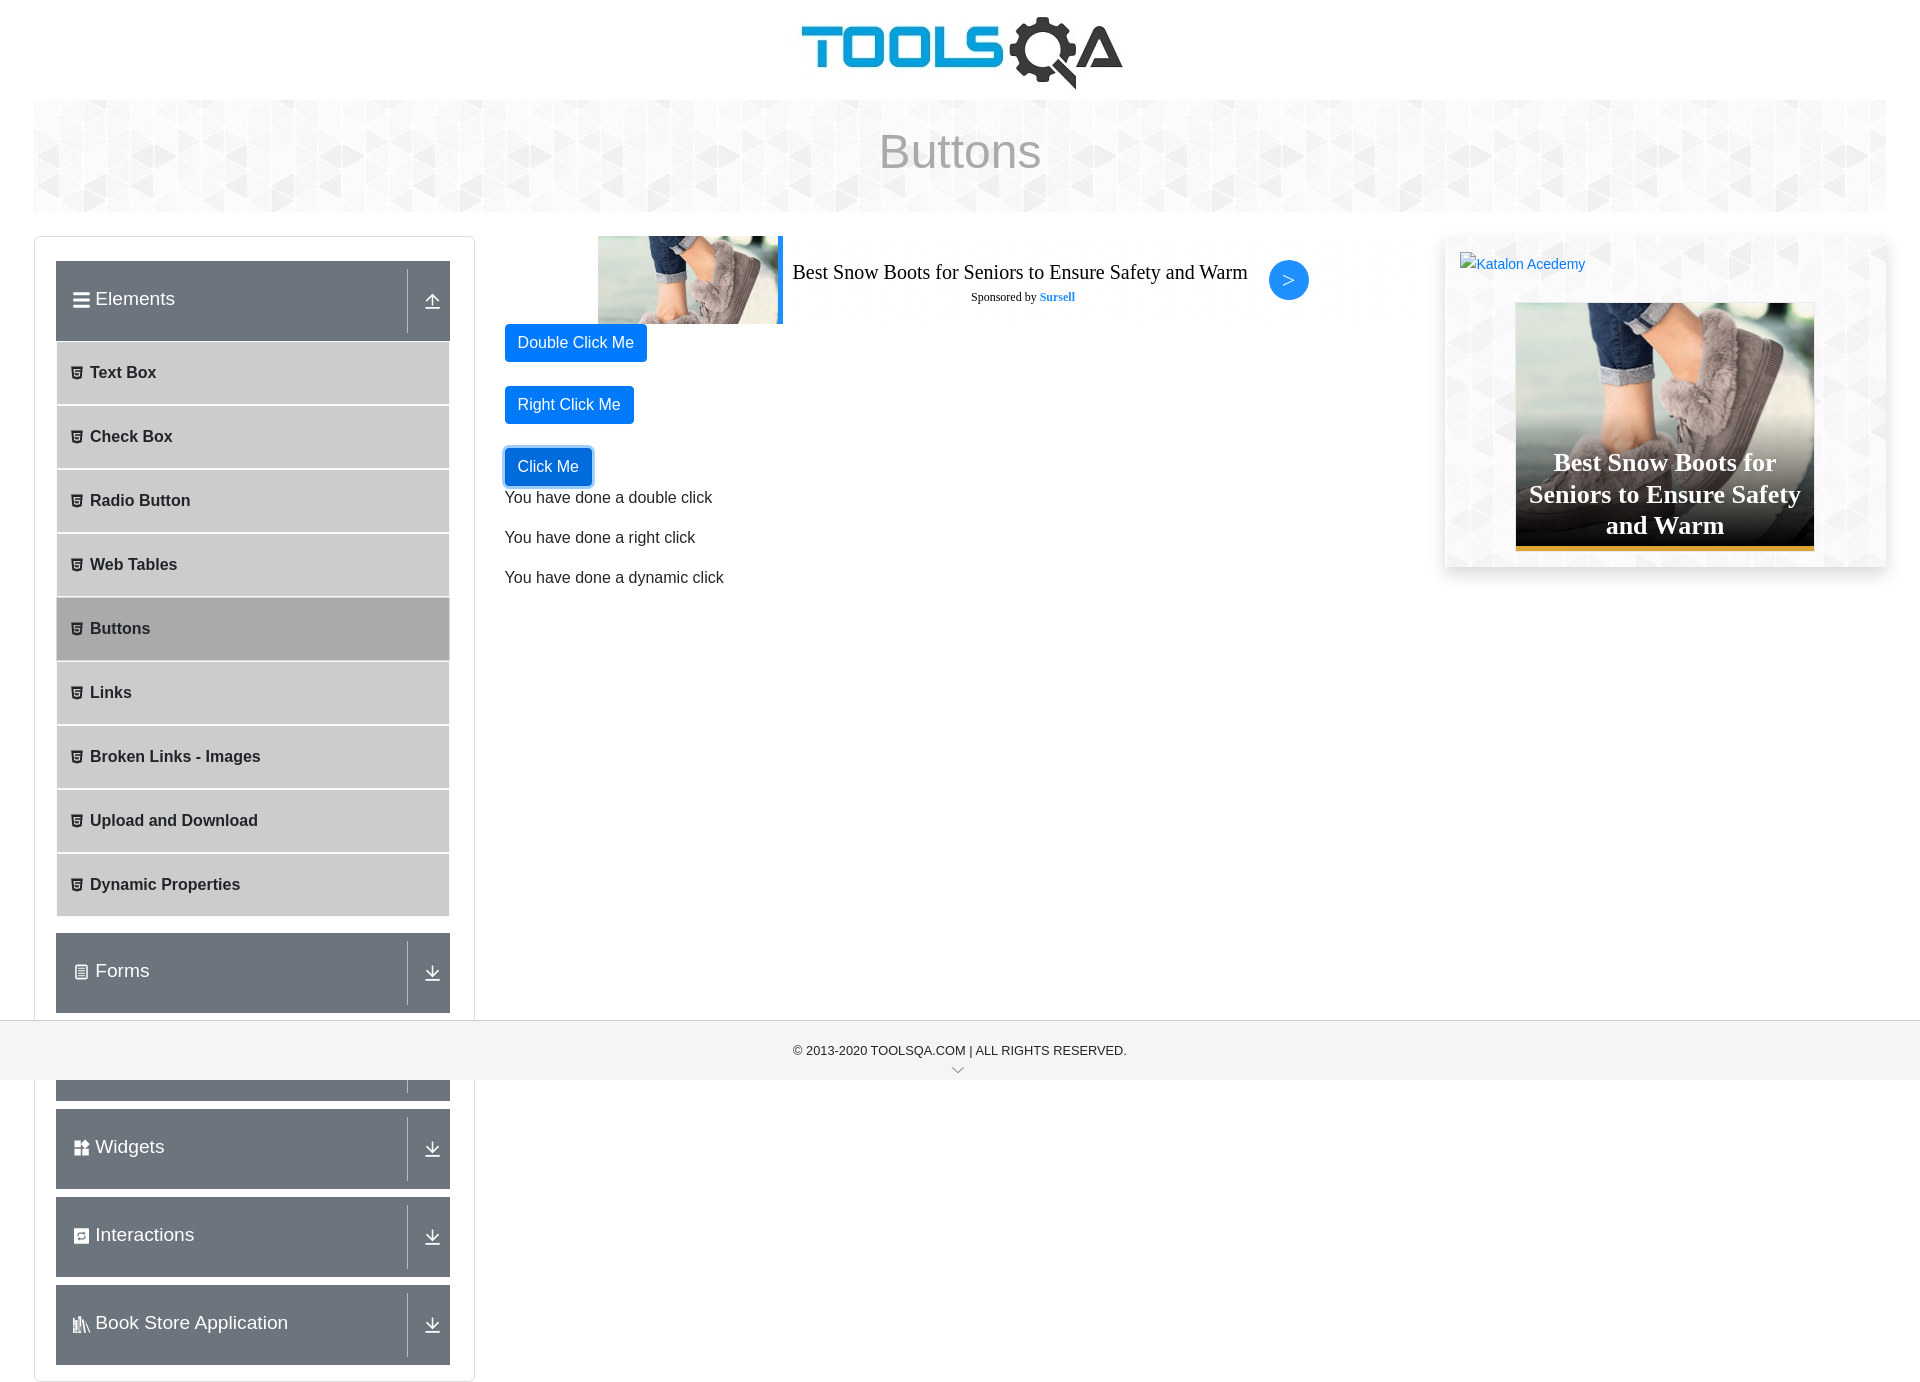 TOOLSQA
Buttons
Elements
Text Box
Check Box
Radio Button
Web Tables
Buttons
Links
Broken Links - Images
Upload and Download
Dynamic Properties
Forms
Widgets
Interactions
Book Store Application
Best Snow Boots for Seniors to Ensure Safety and Warm
Sponsored by Sursell
>
Double Click Me
Right Click Me
Click Me
You have done a double click
You have done a right click
You have done a dynamic click
Katalon Acedemy
Best Snow Boots for
Seniors to Ensure Safety
and Warm
© 2013-2020 TOOLSQA.COM | ALL RIGHTS RESERVED.